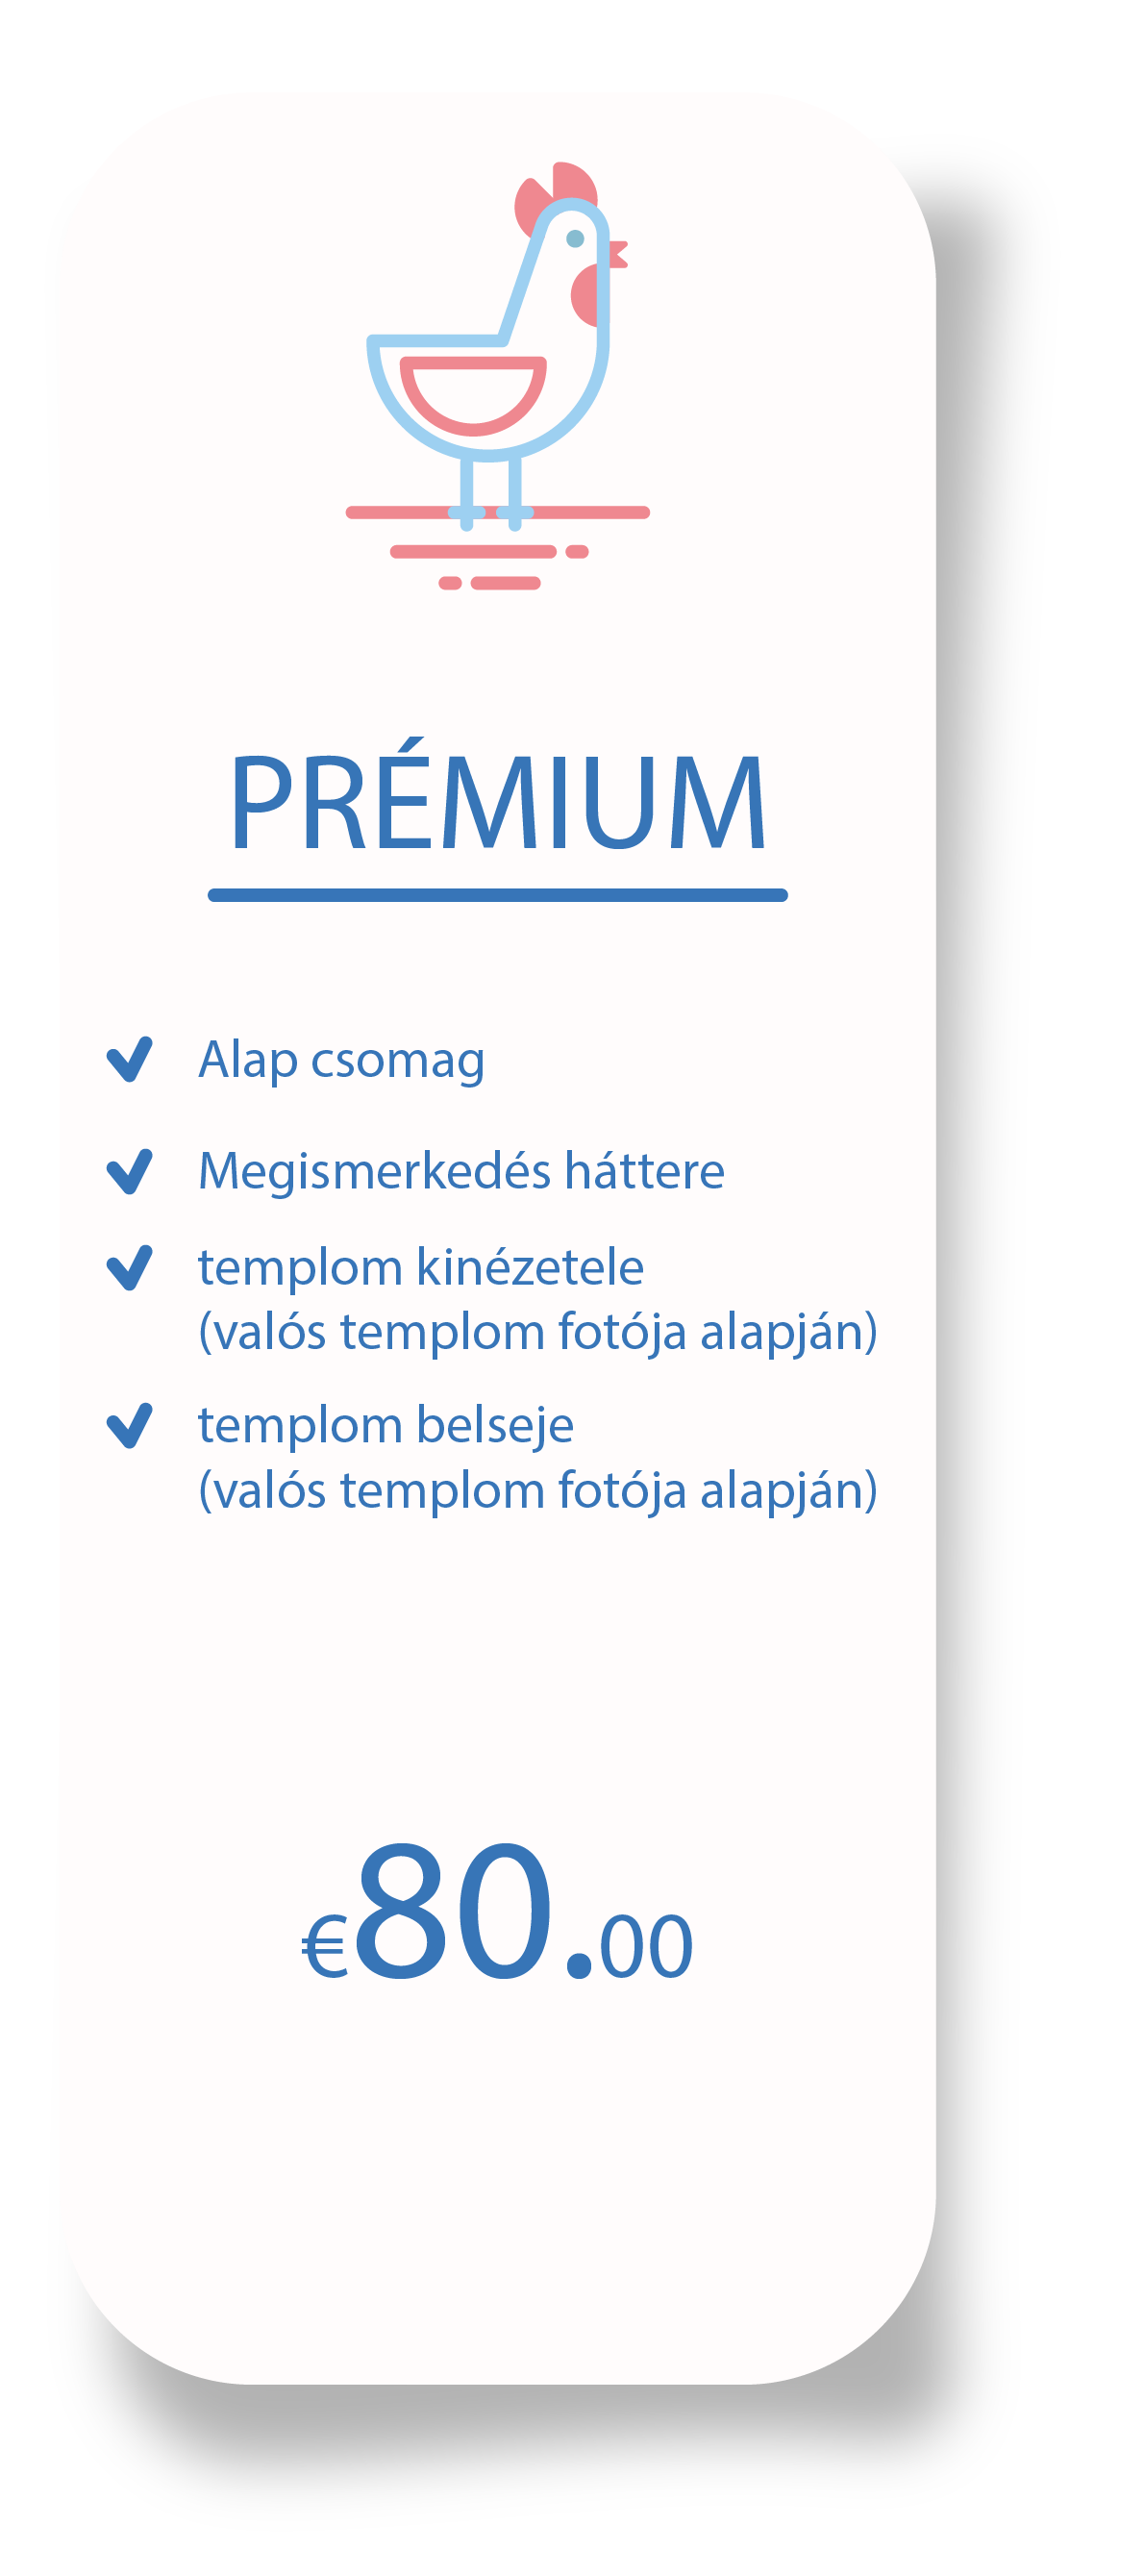 PRÉMIUM
Alap csomag
Megismerkedés háttere
templom kinézetele
(valós templom fotója alapján)
templom belseje
(valós templom fotója alapján)
€80.00